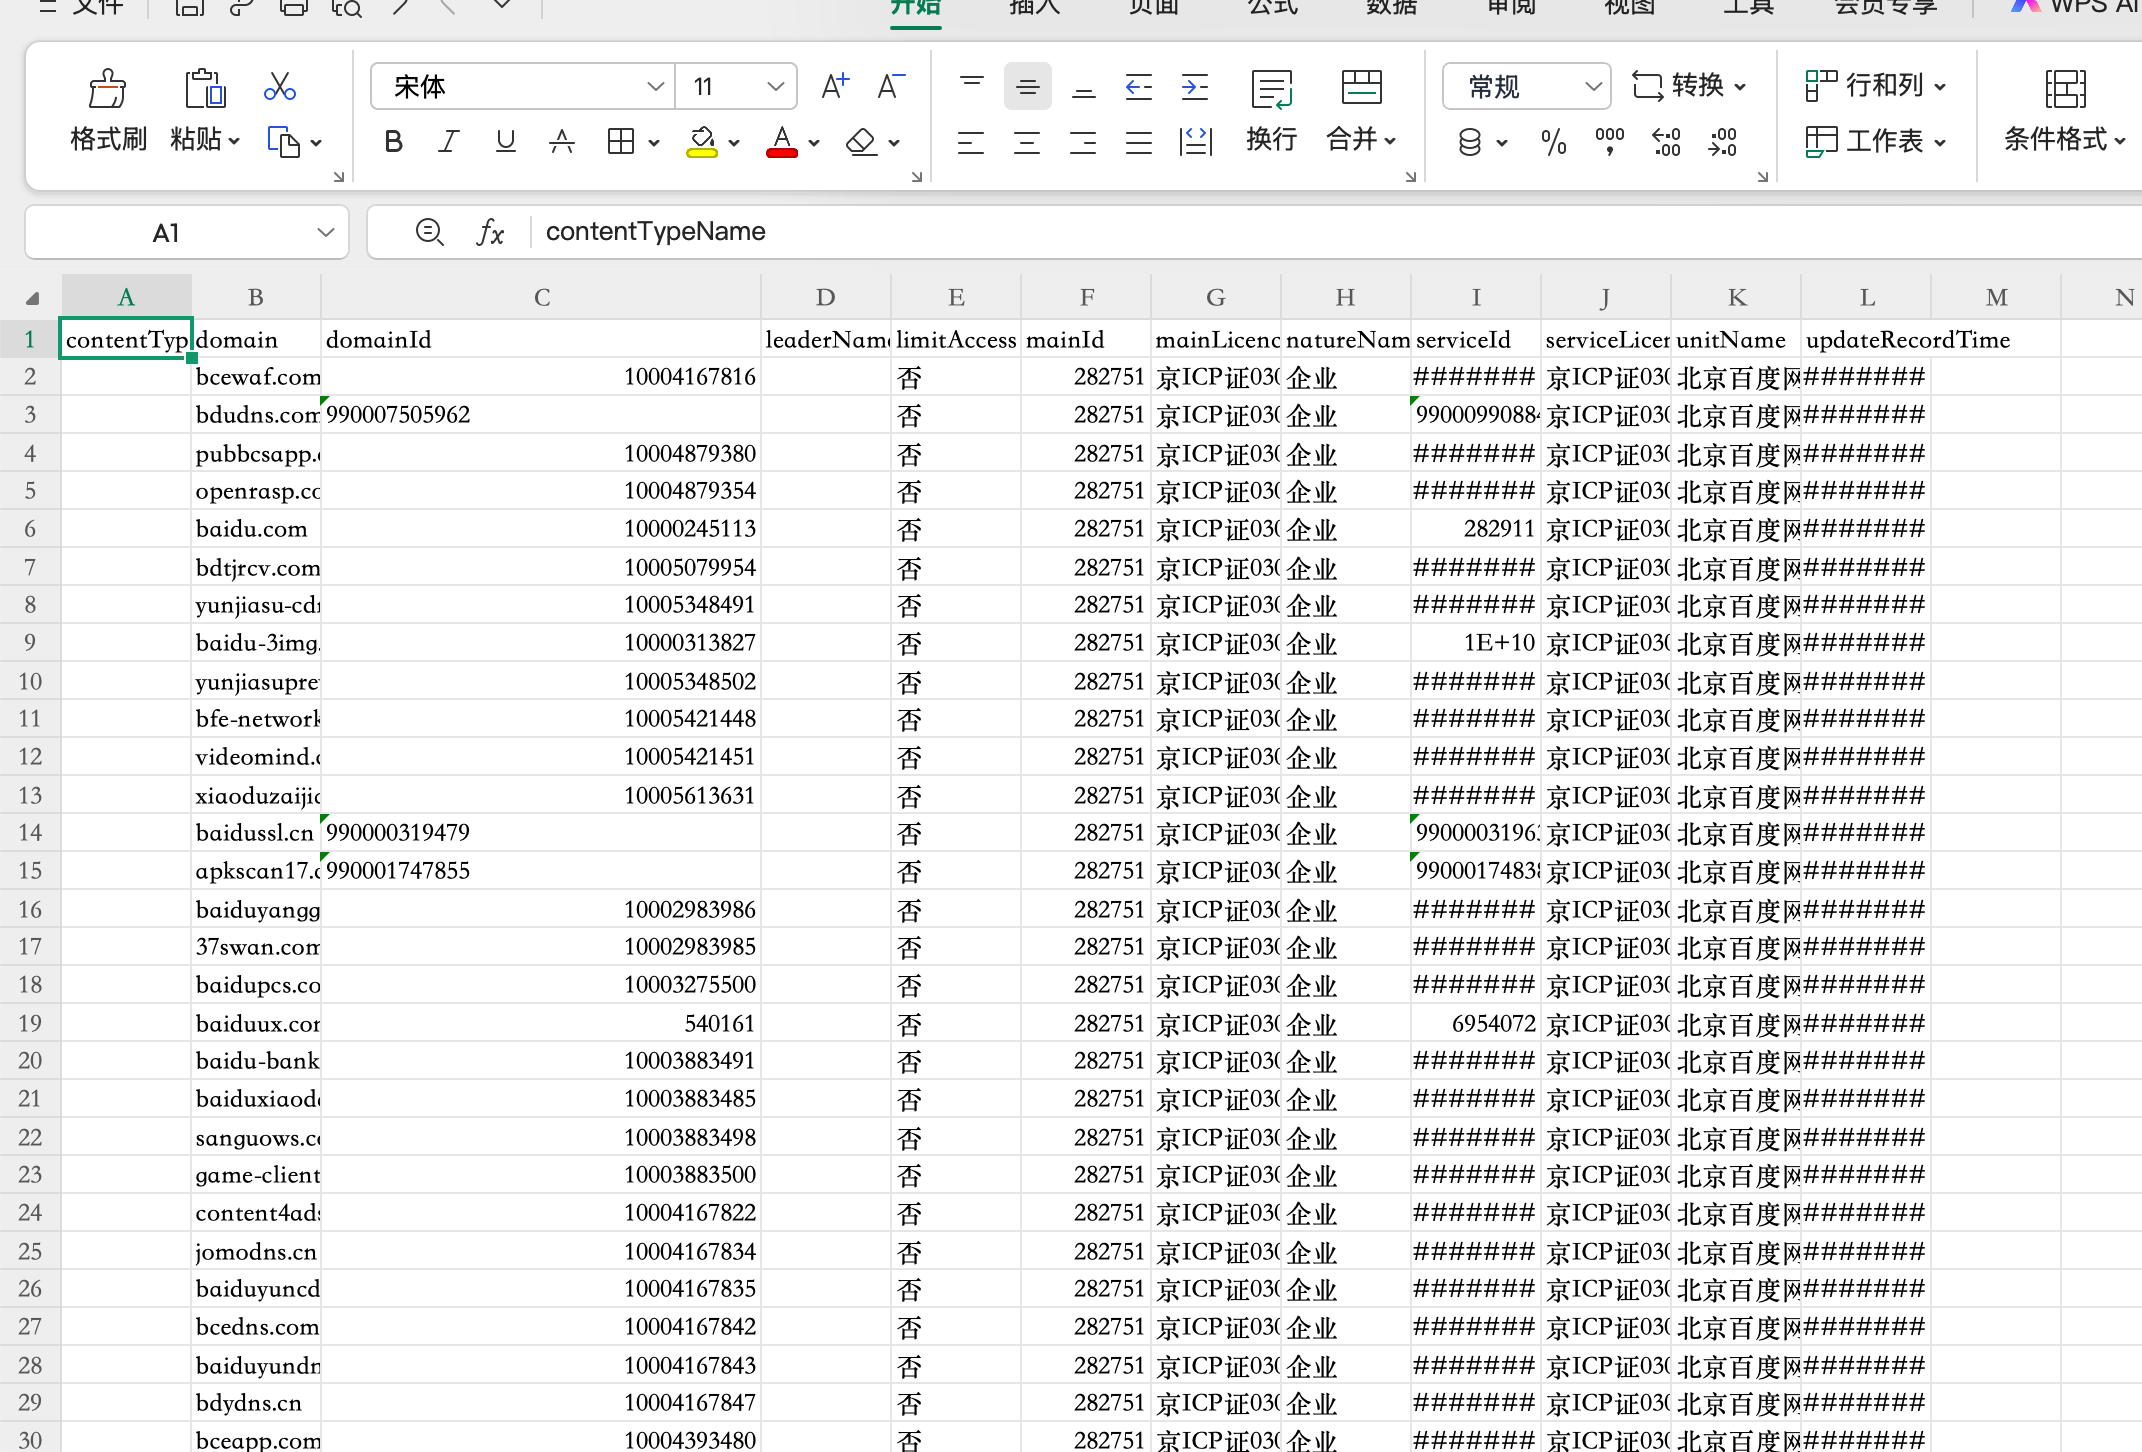 文件 开始 插入 页面 公式 数据 审阅 视图 工具 会员专享 WPS AI
宋体 11 A+ A- 常规 转换 行和列
格式刷 粘贴 B I U A 换行 合并 % 000 工作表 条件格式
A1 fx contentTypeName
A B C D E F G H I J K L M N
1 contentTyp domain domainId leaderName limitAccess mainId mainLicenc natureNam serviceId serviceLicen unitName updateRecordTime
2 bcewaf.com 10004167816 否 282751 京ICP证030 企业 ####### 京ICP证030 北京百度网 #######
3 bdudns.com 990007505962 否 282751 京ICP证030 企业 99000990884 京ICP证030 北京百度网 #######
4 pubbcsapp. 10004879380 否 282751 京ICP证030 企业 ####### 京ICP证030 北京百度网 #######
5 openrasp.co 10004879354 否 282751 京ICP证030 企业 ####### 京ICP证030 北京百度网 #######
6 baidu.com 10000245113 否 282751 京ICP证030 企业 282911 京ICP证030 北京百度网 #######
7 bdtjrcv.com 10005079954 否 282751 京ICP证030 企业 ####### 京ICP证030 北京百度网 #######
8 yunjiasu-cdn 10005348491 否 282751 京ICP证030 企业 ####### 京ICP证030 北京百度网 #######
9 baidu-3img. 10000313827 否 282751 京ICP证030 企业 1E+10 京ICP证030 北京百度网 #######
10 yunjiasupre 10005348502 否 282751 京ICP证030 企业 ####### 京ICP证030 北京百度网 #######
11 bfe-network 10005421448 否 282751 京ICP证030 企业 ####### 京ICP证030 北京百度网 #######
12 videomind. 10005421451 否 282751 京ICP证030 企业 ####### 京ICP证030 北京百度网 #######
13 xiaoduzaijia 10005613631 否 282751 京ICP证030 企业 ####### 京ICP证030 北京百度网 #######
14 baidussl.cn 990000319479 否 282751 京ICP证030 企业 9900003196 京ICP证030 北京百度网 #######
15 apkscan17. 990001747855 否 282751 京ICP证030 企业 9900017483 京ICP证030 北京百度网 #######
16 baiduyangg 10002983986 否 282751 京ICP证030 企业 ####### 京ICP证030 北京百度网 #######
17 37swan.com 10002983985 否 282751 京ICP证030 企业 ####### 京ICP证030 北京百度网 #######
18 baidupcs.co 10003275500 否 282751 京ICP证030 企业 ####### 京ICP证030 北京百度网 #######
19 baiduux.com 540161 否 282751 京ICP证030 企业 6954072 京ICP证030 北京百度网 #######
20 baidu-bank 10003883491 否 282751 京ICP证030 企业 ####### 京ICP证030 北京百度网 #######
21 baiduxiaod 10003883485 否 282751 京ICP证030 企业 ####### 京ICP证030 北京百度网 #######
22 sanguows.c 10003883498 否 282751 京ICP证030 企业 ####### 京ICP证030 北京百度网 #######
23 game-client 10003883500 否 282751 京ICP证030 企业 ####### 京ICP证030 北京百度网 #######
24 content4ads 10004167822 否 282751 京ICP证030 企业 ####### 京ICP证030 北京百度网 #######
25 jomodns.cn 10004167834 否 282751 京ICP证030 企业 ####### 京ICP证030 北京百度网 #######
26 baiduyuncd 10004167835 否 282751 京ICP证030 企业 ####### 京ICP证030 北京百度网 #######
27 bcedns.com 10004167842 否 282751 京ICP证030 企业 ####### 京ICP证030 北京百度网 #######
28 baiduyundn 10004167843 否 282751 京ICP证030 企业 ####### 京ICP证030 北京百度网 #######
29 bdydns.cn 10004167847 否 282751 京ICP证030 企业 ####### 京ICP证030 北京百度网 #######
30 bceapp.com 10004393480 否 282751 京ICP证030 企业 ####### 京ICP证030 北京百度网 #######